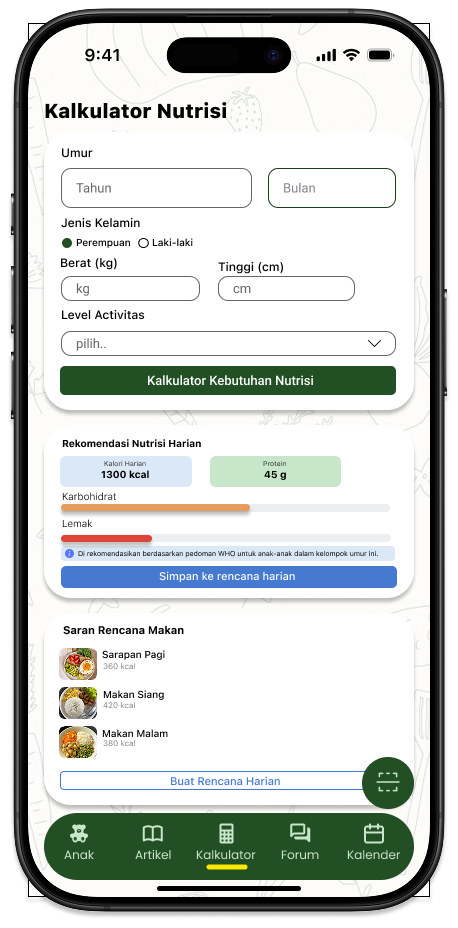 9:41
Kalkulator Nutrisi
Umur
Tahun
Bulan
Jenis Kelamin
Perempuan
Laki-laki
Berat (kg)
Tinggi (cm)
kg
cm
Level Activitas
pilih..
Kalkulator Kebutuhan Nutrisi
Rekomendasi Nutrisi Harian
Kalori Harian
1300 kcal
Protein
45 g
Karbohidrat
Lemak
Di rekomendasikan berdasarkan pedoman WHO untuk anak-anak dalam kelompok umur ini.
Simpan ke rencana harian
Saran Rencana Makan
Sarapan Pagi
360 kcal
Makan Siang
420 kcal
Makan Malam
380 kcal
Buat Rencana Harian
Anak
Artikel
Kalkulator
Forum
Kalender